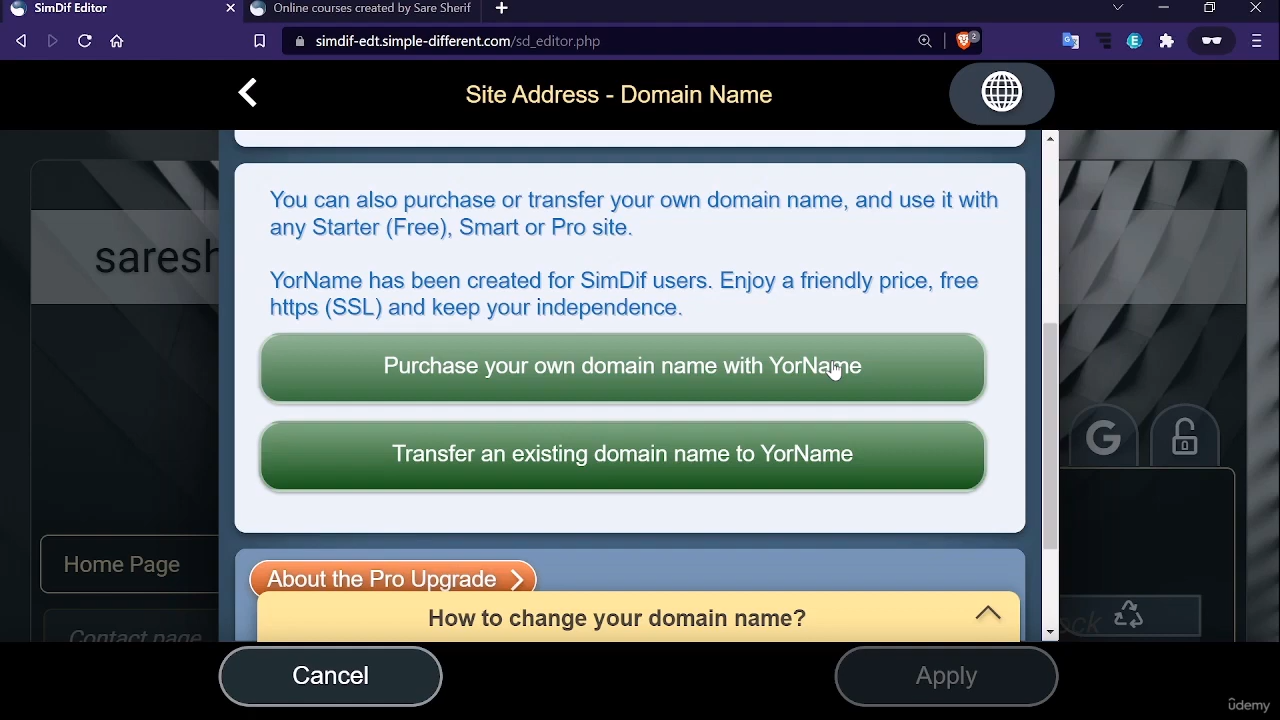 SimDif Editor
Online courses created by Sare Sherif
simdif-edt.simple-different.com/sd_editor.php
2
Site Address - Domain Name
You can also purchase or transfer your own domain name, and use it with
any Starter (Free), Smart or Pro site.
YorName has been created for SimDif users. Enjoy a friendly price, free
https (SSL) and keep your independence.
saresh
Purchase your own domain name with YorName
Transfer an existing domain name to YorName
G
Home Page
About the Pro Upgrade
How to change your domain name?
Contact page
ock
Cancel
Apply
ûdemy